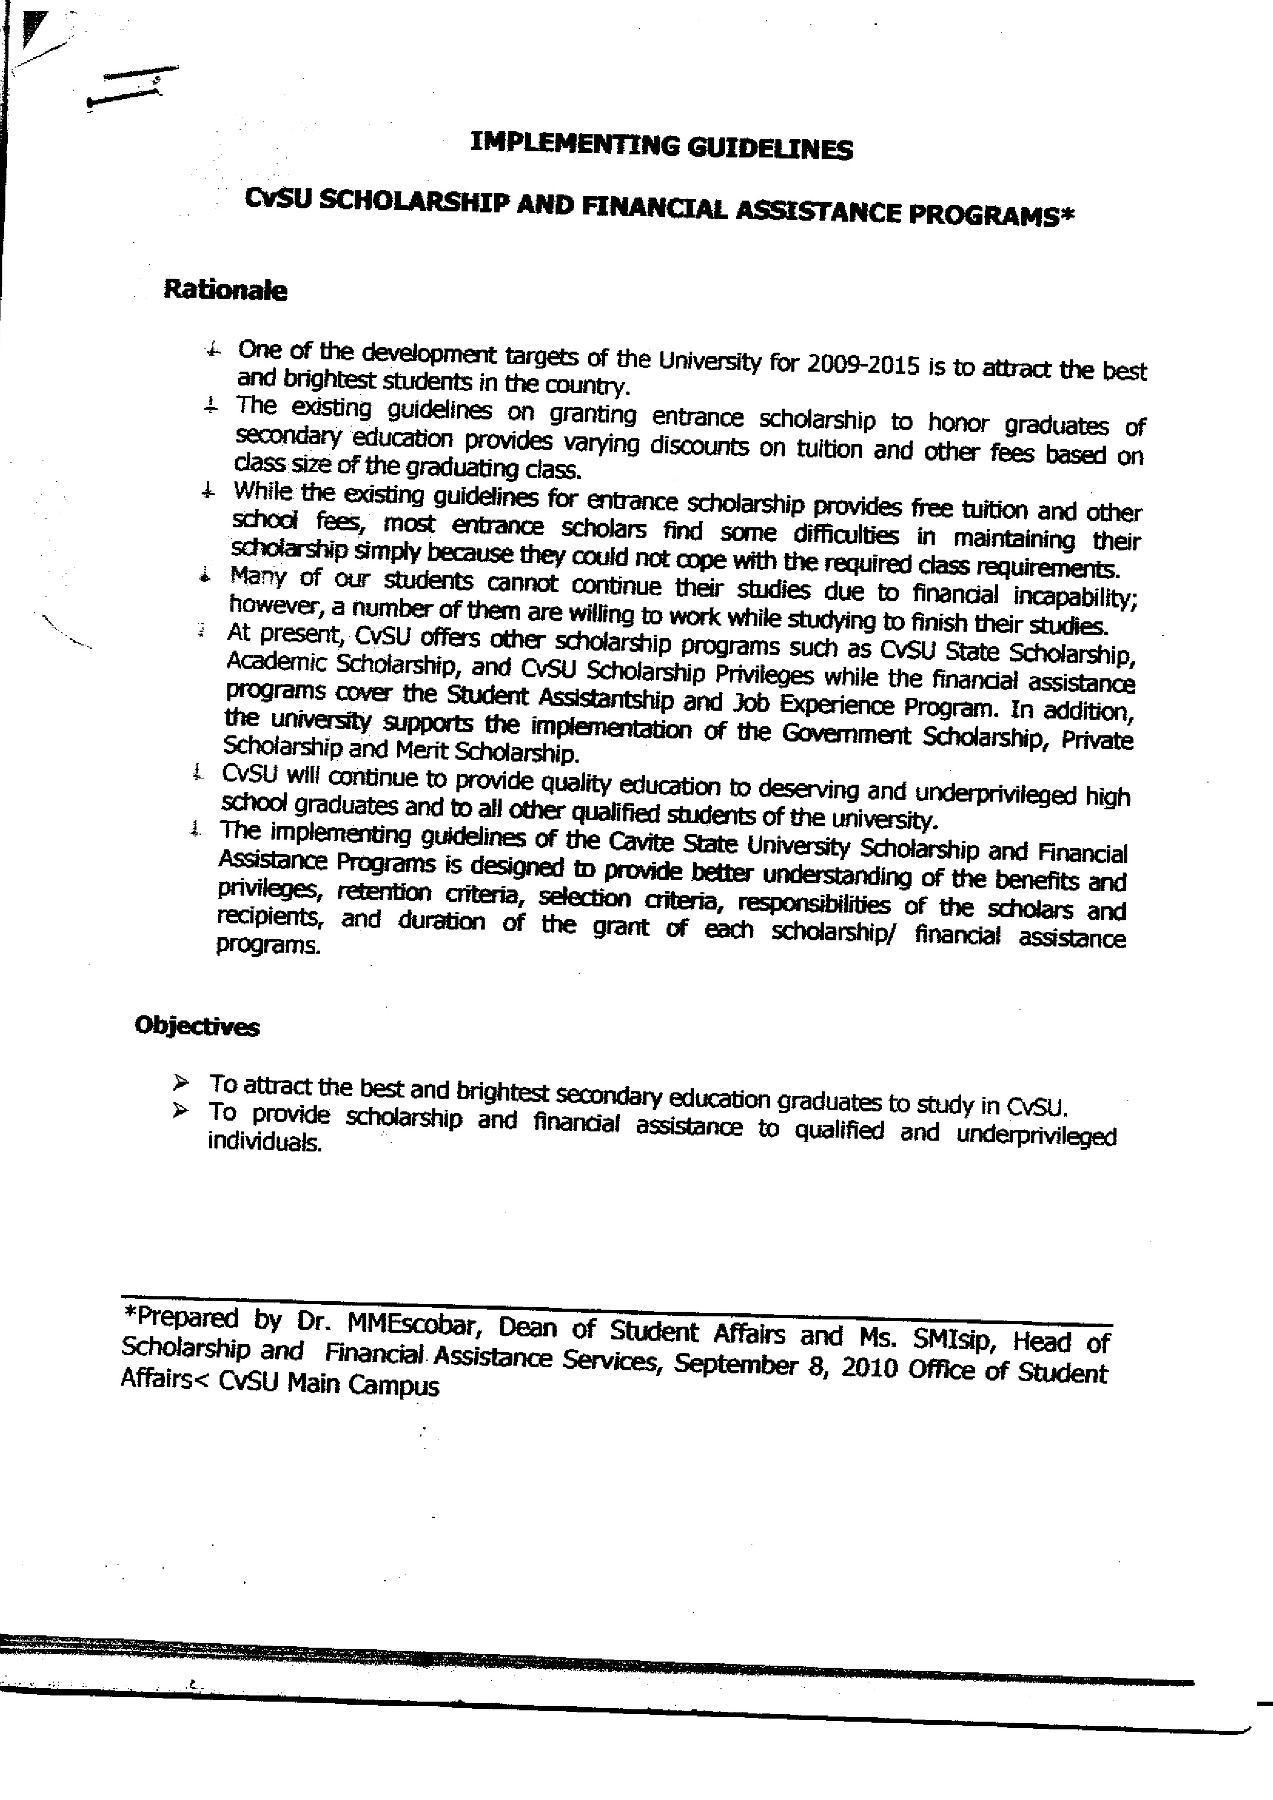 IMPLEMENTING GUIDELINES
CvSU SCHOLARSHIP AND FINANCIAL ASSISTANCE PROGRAMS*
Rationale
One of the development targets of the University for 2009-2015 is to attract the best
and brightest students in the country.
The existing guidelines on granting entrance scholarship to honor graduates of
secondary education provides varying discounts on tuition and other fees based on
class size of the graduating class.
While the existing guidelines for entrance scholarship provides free tuition and other
school fees, most entrance scholars find some difficulties in maintaining their
scholarship simply because they could not cope with the required class requirements.
Many of our students cannot continue their studies due to financial incapability;
however, a number of them are willing to work while studying to finish their studies.
At present, CvSU offers other scholarship programs such as CvSU State Scholarship,
Academic Scholarship, and CvSU Scholarship Privileges while the financial assistance
programs cover the Student Assistantship and Job Experience Program. In addition,
the university supports the implementation of the Government Scholarship, Private
Scholarship and Merit Scholarship.
CvSU will continue to provide quality education to deserving and underprivileged high
school graduates and to all other qualified students of the university.
The implementing guidelines of the Cavite State University Scholarship and Financial
Assistance Programs is designed to provide better understanding of the benefits and
privileges, retention criteria, selection criteria, responsibilities of the scholars and
recipients, and duration of the grant of each scholarship/ financial assistance
programs.
Objectives
➢ To attract the best and brightest secondary education graduates to study in CvSU.
➢ To provide scholarship and financial assistance to qualified and underprivileged
individuals.
*Prepared by Dr. MMEscobar, Dean of Student Affairs and Ms. SMIsip, Head of
Scholarship and Financial Assistance Services, September 8, 2010 Office of Student
Affairs< CvSU Main Campus